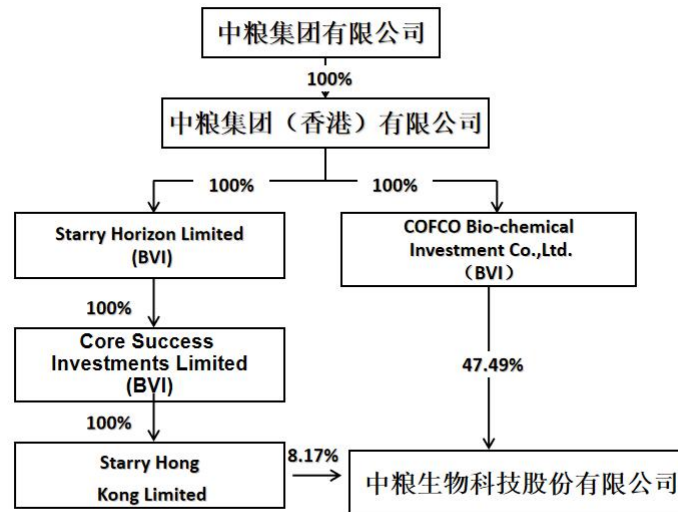 中粮集团有限公司
100%
中粮集团（香港）有限公司
100%
100%
Starry Horizon Limited
(BVI)
COFCO Bio-chemical
Investment Co.,Ltd.
（BVI）
100%
Core Success
Investments Limited
(BVI)
47.49%
100%
Starry Hong
Kong Limited
8.17%
中粮生物科技股份有限公司